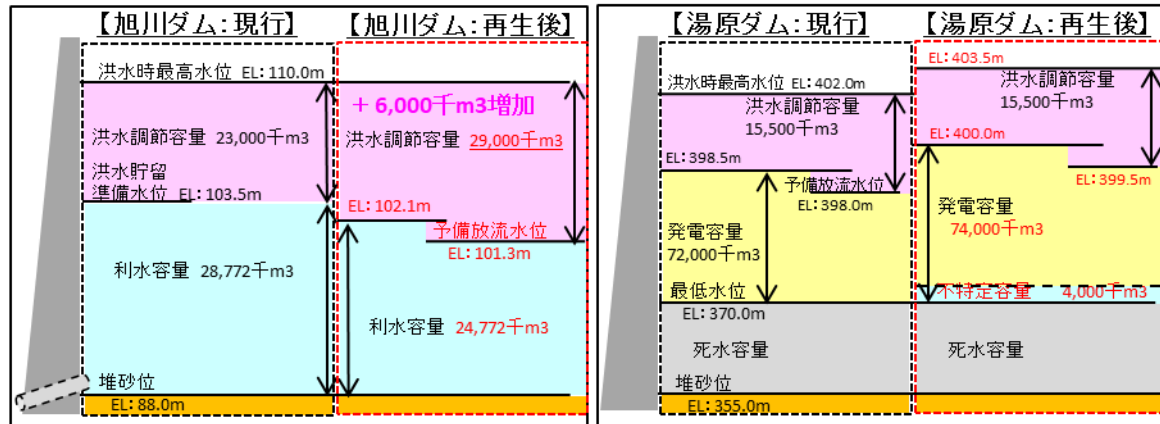 【旭川ダム:現行】
洪水時最高水位 EL:110.0m
洪水調節容量 23,000千m3
洪水貯留
準備水位 EL:103.5m
利水容量 28,772千m3
堆砂位
EL:88.0m
【旭川ダム:再生後】
+6,000千m3増加
洪水調節容量 29,000千m3
EL:102.1m
予備放流水位
EL:101.3m
利水容量 24,772千m3
【湯原ダム:現行】
洪水時最高水位 EL:402.0m
洪水調節容量
15,500千m3
EL:398.5m
予備放流水位
EL:398.0m
発電容量
72,000千m3
最低水位
EL:370.0m
死水容量
堆砂位
EL:355.0m
【湯原ダム:再生後】
EL:403.5m
洪水調節容量
15,500千m3
EL:400.0m
EL:399.5m
発電容量
74,000千m3
不特定容量 4,000千m3
死水容量